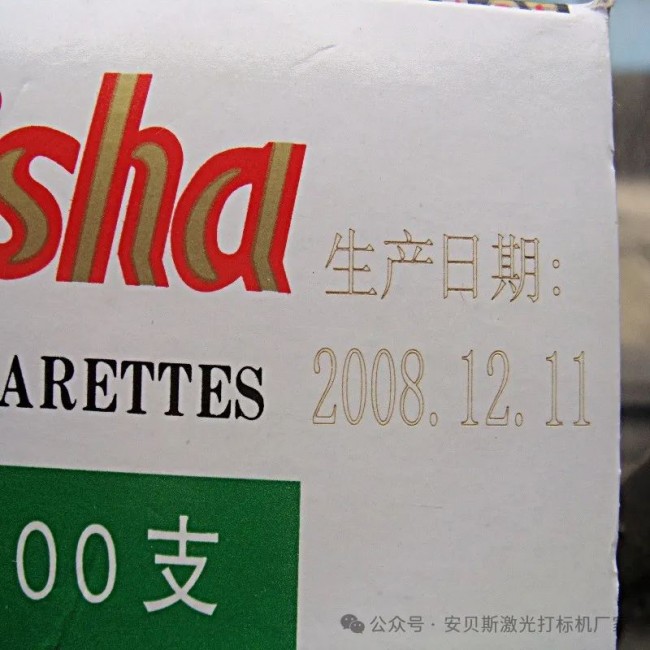 sha
生产日期:
ARETTES
2008.12.11
00支
公众号 · 安贝斯激光打标机厂家